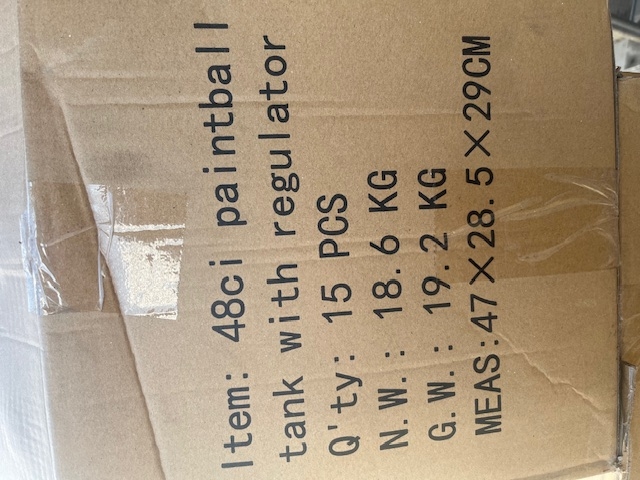 Item: 48ci paintball
tank with regulator
Q'ty: 15 PCS
N.W.: 18.6 KG
G.W.: 19.2 KG
MEAS:47×28.5×29CM